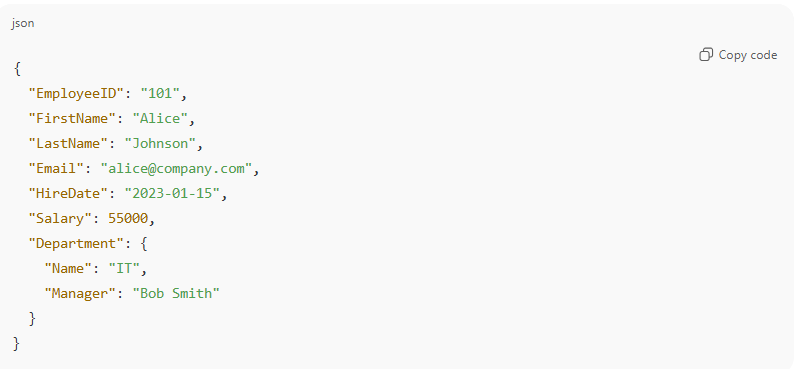 json
Copy code
{
"EmployeeID": "101",
"FirstName": "Alice",
"LastName": "Johnson",
"Email": "alice@company.com",
"HireDate": "2023-01-15",
"Salary": 55000,
"Department": {
"Name": "IT",
"Manager": "Bob Smith"
}
}